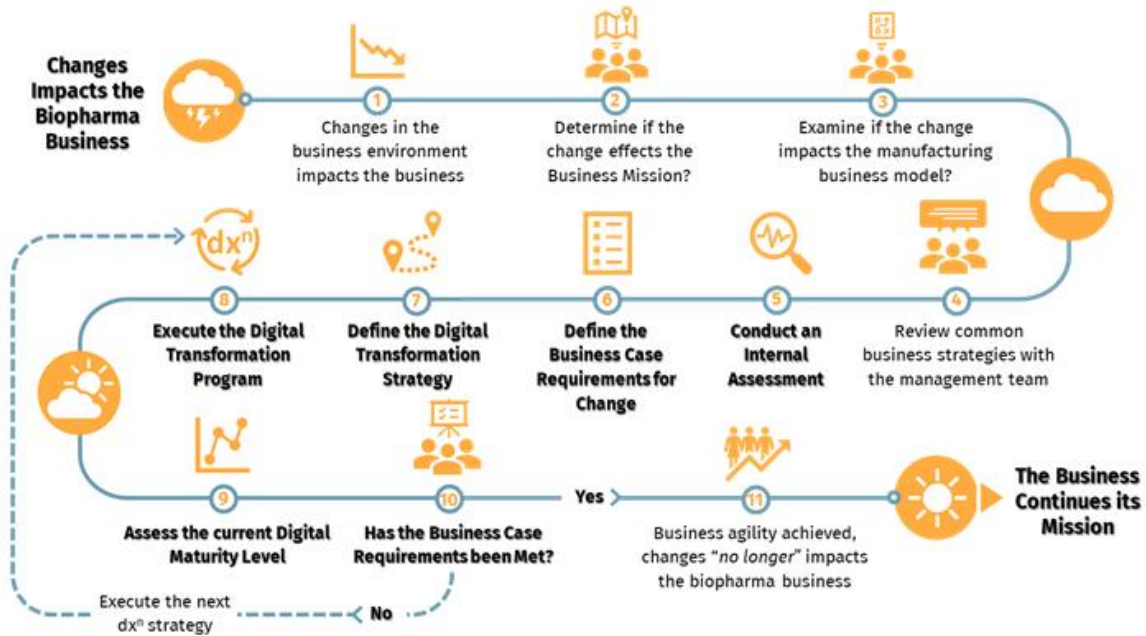 Changes
Impacts the
Biopharma
Business
1
Changes in the
business environment
impacts the business
2
Determine if the
change effects the
Business Mission?
3
Examine if the change
impacts the manufacturing
business model?
4
Review common
business strategies with
the management team
5
Conduct an
Internal
Assessment
6
Define the
Business Case
Requirements for
Change
7
Define the Digital
Transformation
Strategy
dxⁿ
8
Execute the Digital
Transformation
Program
9
Assess the current Digital
Maturity Level
10
Has the Business Case
Requirements been Met?
Yes
11
Business agility achieved,
changes “no longer” impacts
the biopharma business
The Business
Continues its
Mission
No
Execute the next
dxⁿ strategy